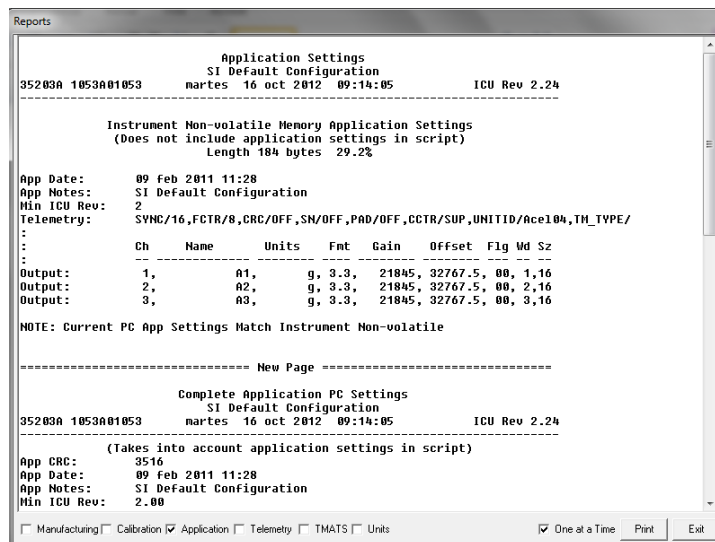 Reports
Application Settings
SI Default Configuration
35203A 1053A01053 martes 16 oct 2012 09:14:05 ICU Rev 2.24
------------------------------------------------------------
Instrument Non-volatile Memory Application Settings
(Does not include application settings in script)
Length 184 bytes 29.2%
App Date: 09 feb 2011 11:28
App Notes: SI Default Configuration
Min ICU Rev: 2
Telemetry: SYNC/16,FCTR/8,CRC/OFF,SN/OFF,PAD/OFF,CCTR/SUP,UNITID/Acel04,TM_TYPE/
:
: Ch Name Units Fmt Gain Offset Flg Wd Sz
: -- ------------- -------- --- ------- ------- --- -- --
Output: 1, A1, g, 3.3, 21845, 32767.5, 00, 1,16
Output: 2, A2, g, 3.3, 21845, 32767.5, 00, 2,16
Output: 3, A3, g, 3.3, 21845, 32767.5, 00, 3,16
NOTE: Current PC App Settings Match Instrument Non-volatile
================================ New Page ================================
Complete Application PC Settings
SI Default Configuration
35203A 1053A01053 martes 16 oct 2012 09:14:05 ICU Rev 2.24
------------------------------------------------------------
(Takes into account application settings in script)
App CRC: 3516
App Date: 09 feb 2011 11:28
App Notes: SI Default Configuration
Min ICU Rev: 2.00
Manufacturing Calibration Application Telemetry TMATS Units One at a Time Print Exit